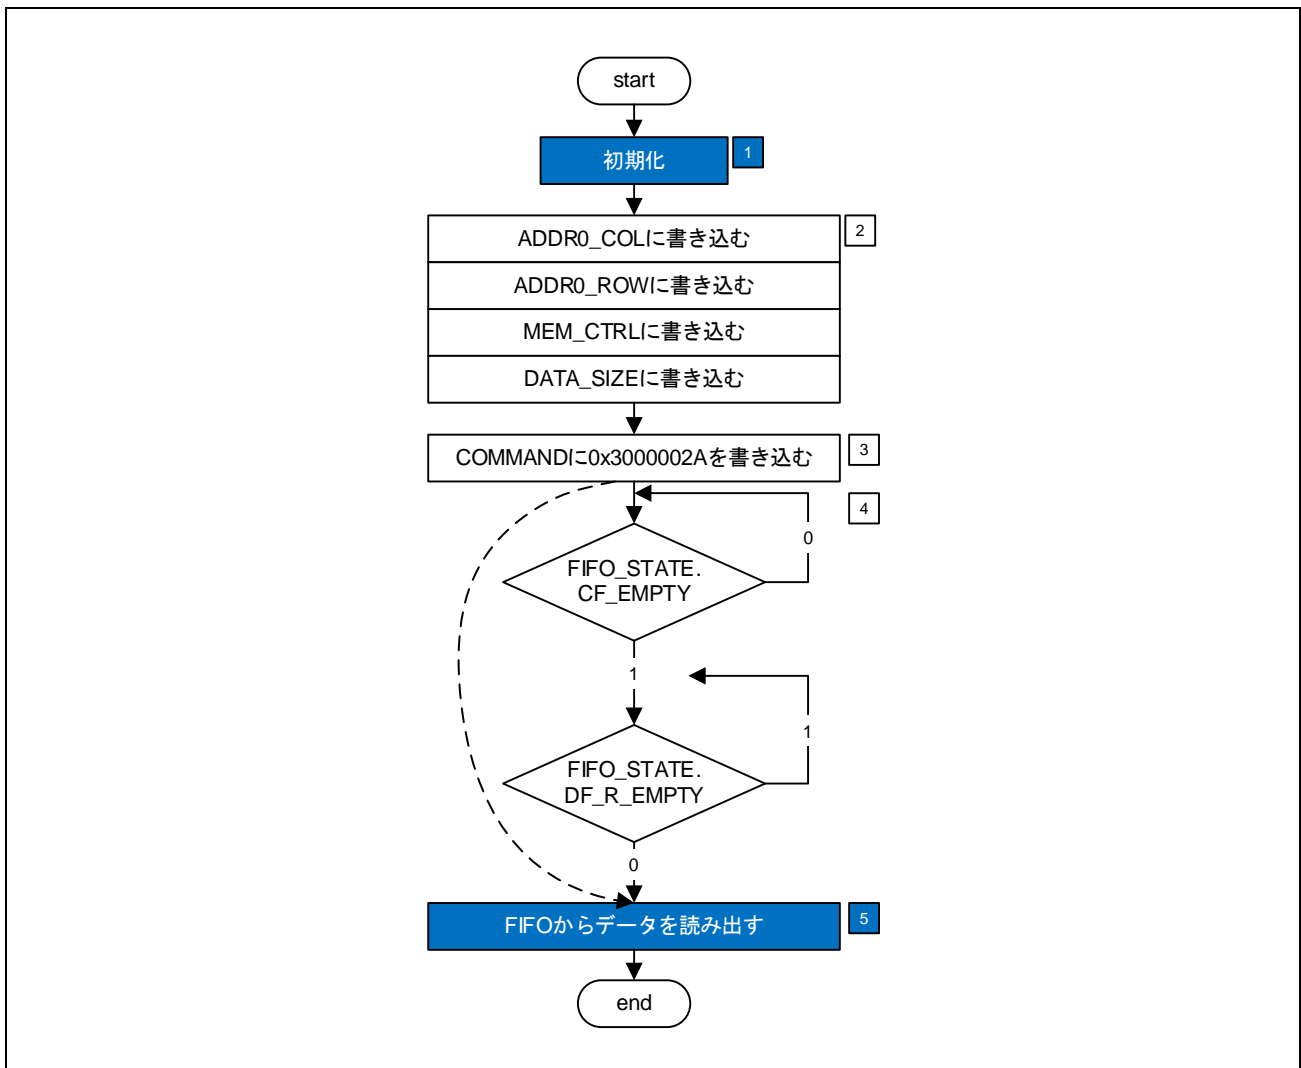 start
初期化
1
ADDR0_COLに書き込む
2
ADDR0_ROWに書き込む
MEM_CTRLに書き込む
DATA_SIZEに書き込む
COMMANDに0x3000002Aを書き込む
3
4
0
FIFO_STATE.
CF_EMPTY
1
1
FIFO_STATE.
DF_R_EMPTY
0
FIFOからデータを読み出す
5
end